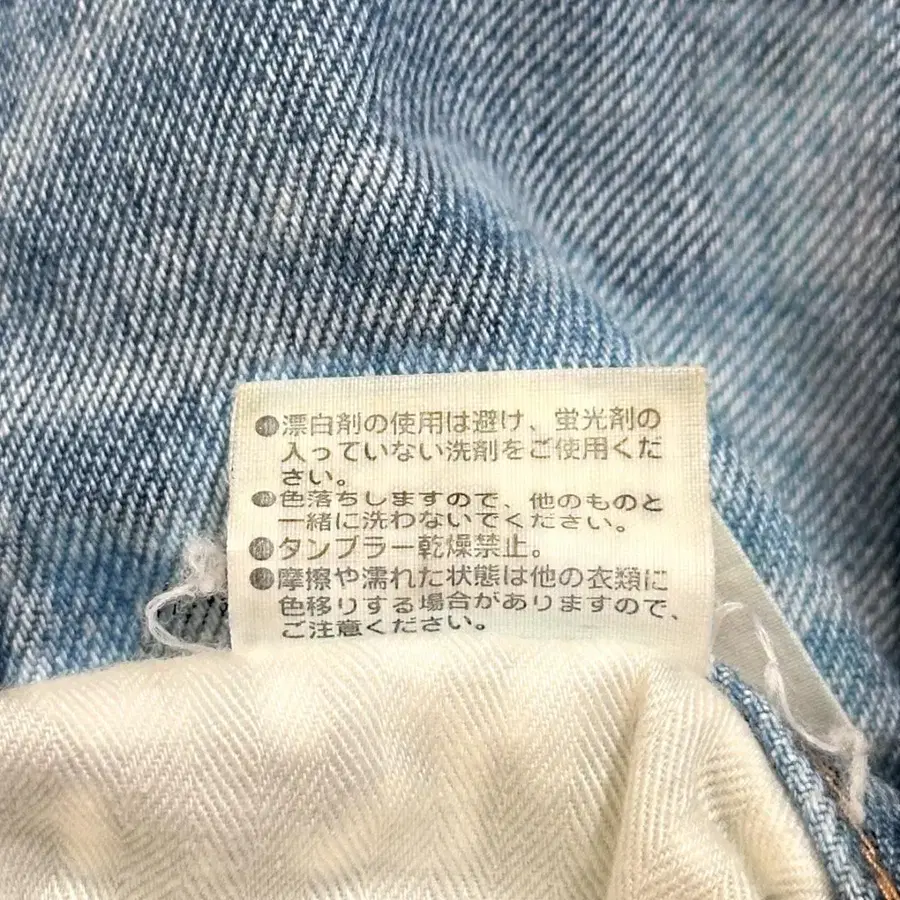 ●漂白剤の使用は避け、蛍光剤の
入っていない洗剤をご使用くだ
さい。
●色落ちしますので、他のものと
一緒に洗わないでください。
●タンブラー乾燥禁止。
●摩擦や濡れた状態は他の衣類に
色移りする場合がありますので、
ご注意ください。